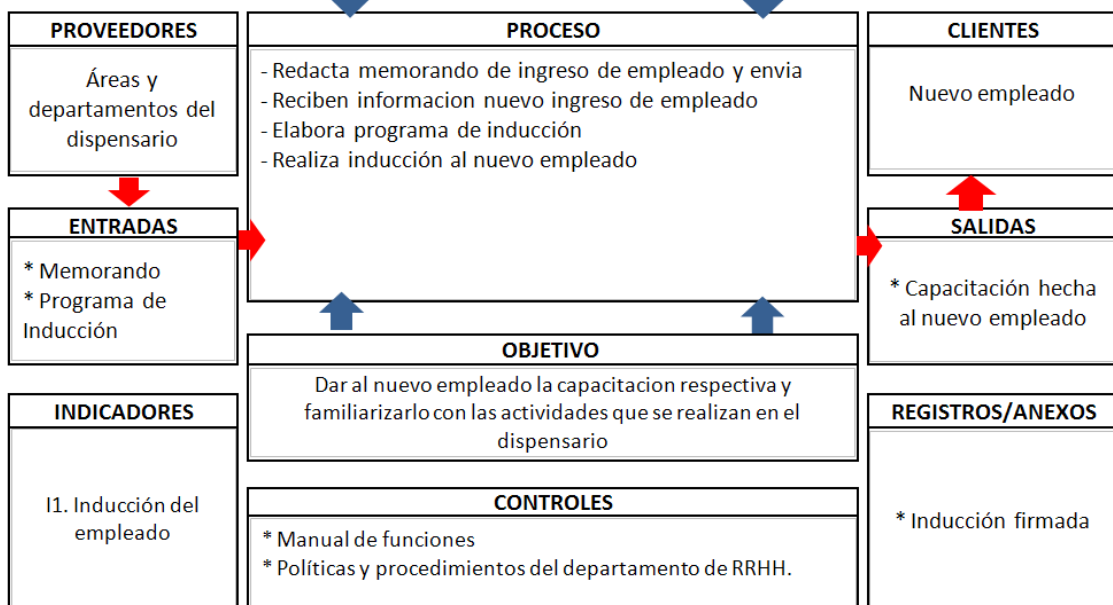 PROVEEDORES
Áreas y
departamentos del
dispensario
PROCESO
- Redacta memorando de ingreso de empleado y envia
- Reciben informacion nuevo ingreso de empleado
- Elabora programa de inducción
- Realiza inducción al nuevo empleado
CLIENTES
Nuevo empleado
ENTRADAS
* Memorando
* Programa de
Inducción
SALIDAS
* Capacitación hecha
al nuevo empleado
OBJETIVO
Dar al nuevo empleado la capacitacion respectiva y
familiarizarlo con las actividades que se realizan en el
dispensario
INDICADORES
I1. Inducción del
empleado
REGISTROS/ANEXOS
* Inducción firmada
CONTROLES
* Manual de funciones
* Políticas y procedimientos del departamento de RRHH.